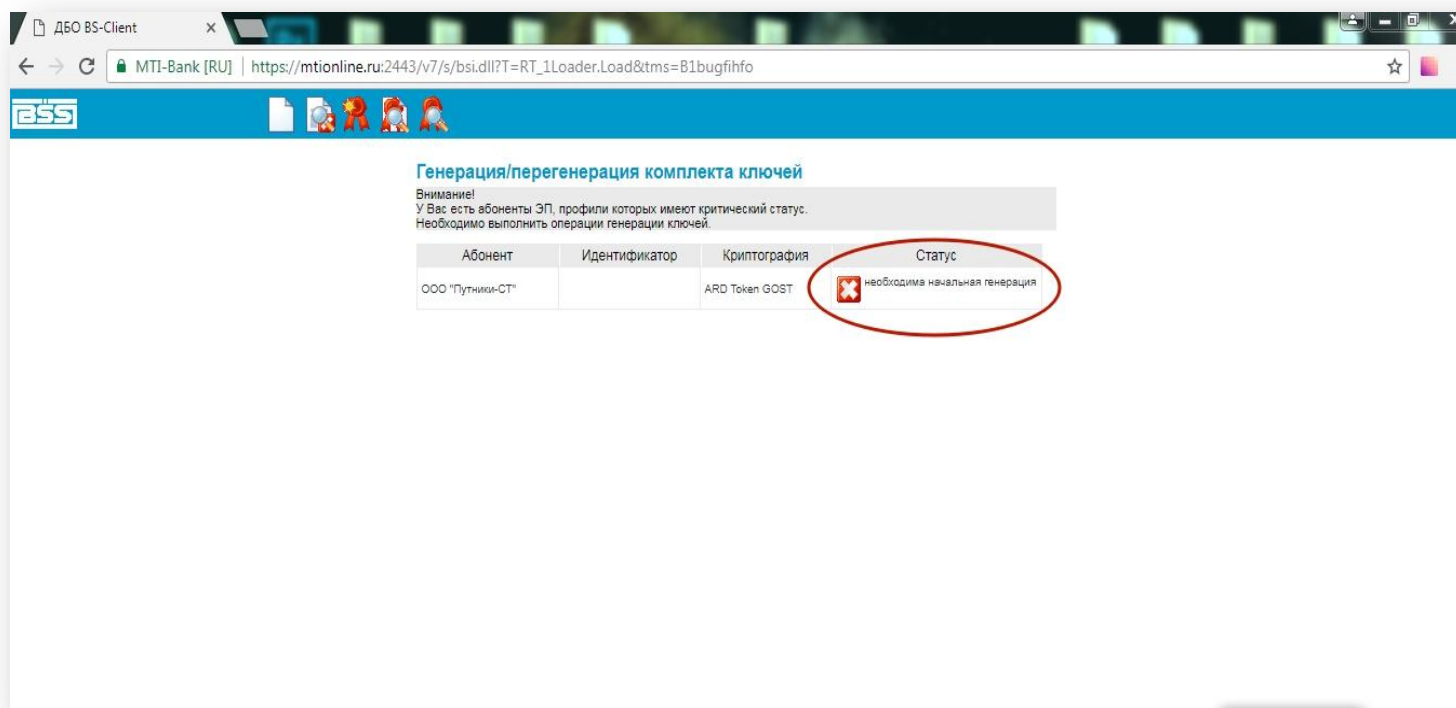 ДБО BS-Client
MTI-Bank [RU] https://mtionline.ru:2443/v7/s/bsi.dll?T=RT_1Loader.Load&tms=B1bugfihfo
BSS
Генерация/перегенерация комплекта ключей
Внимание!
У Вас есть абоненты ЭП, профили которых имеют критический статус.
Необходимо выполнить операции генерации ключей.
Абонент Идентификатор Криптография Статус
ООО "Путники-СТ" ARD Token GOST необходима начальная генерация